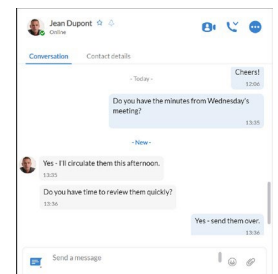 Jean Dupont
Online
Conversation Contact details
- Today -
Cheers!
12:06
Do you have the minutes from Wednesday's
meeting?
13:35
- New -
Yes - I'll circulate them this afternoon.
13:35
Do you have time to review them quickly?
13:36
Yes - send them over.
13:36
Send a message